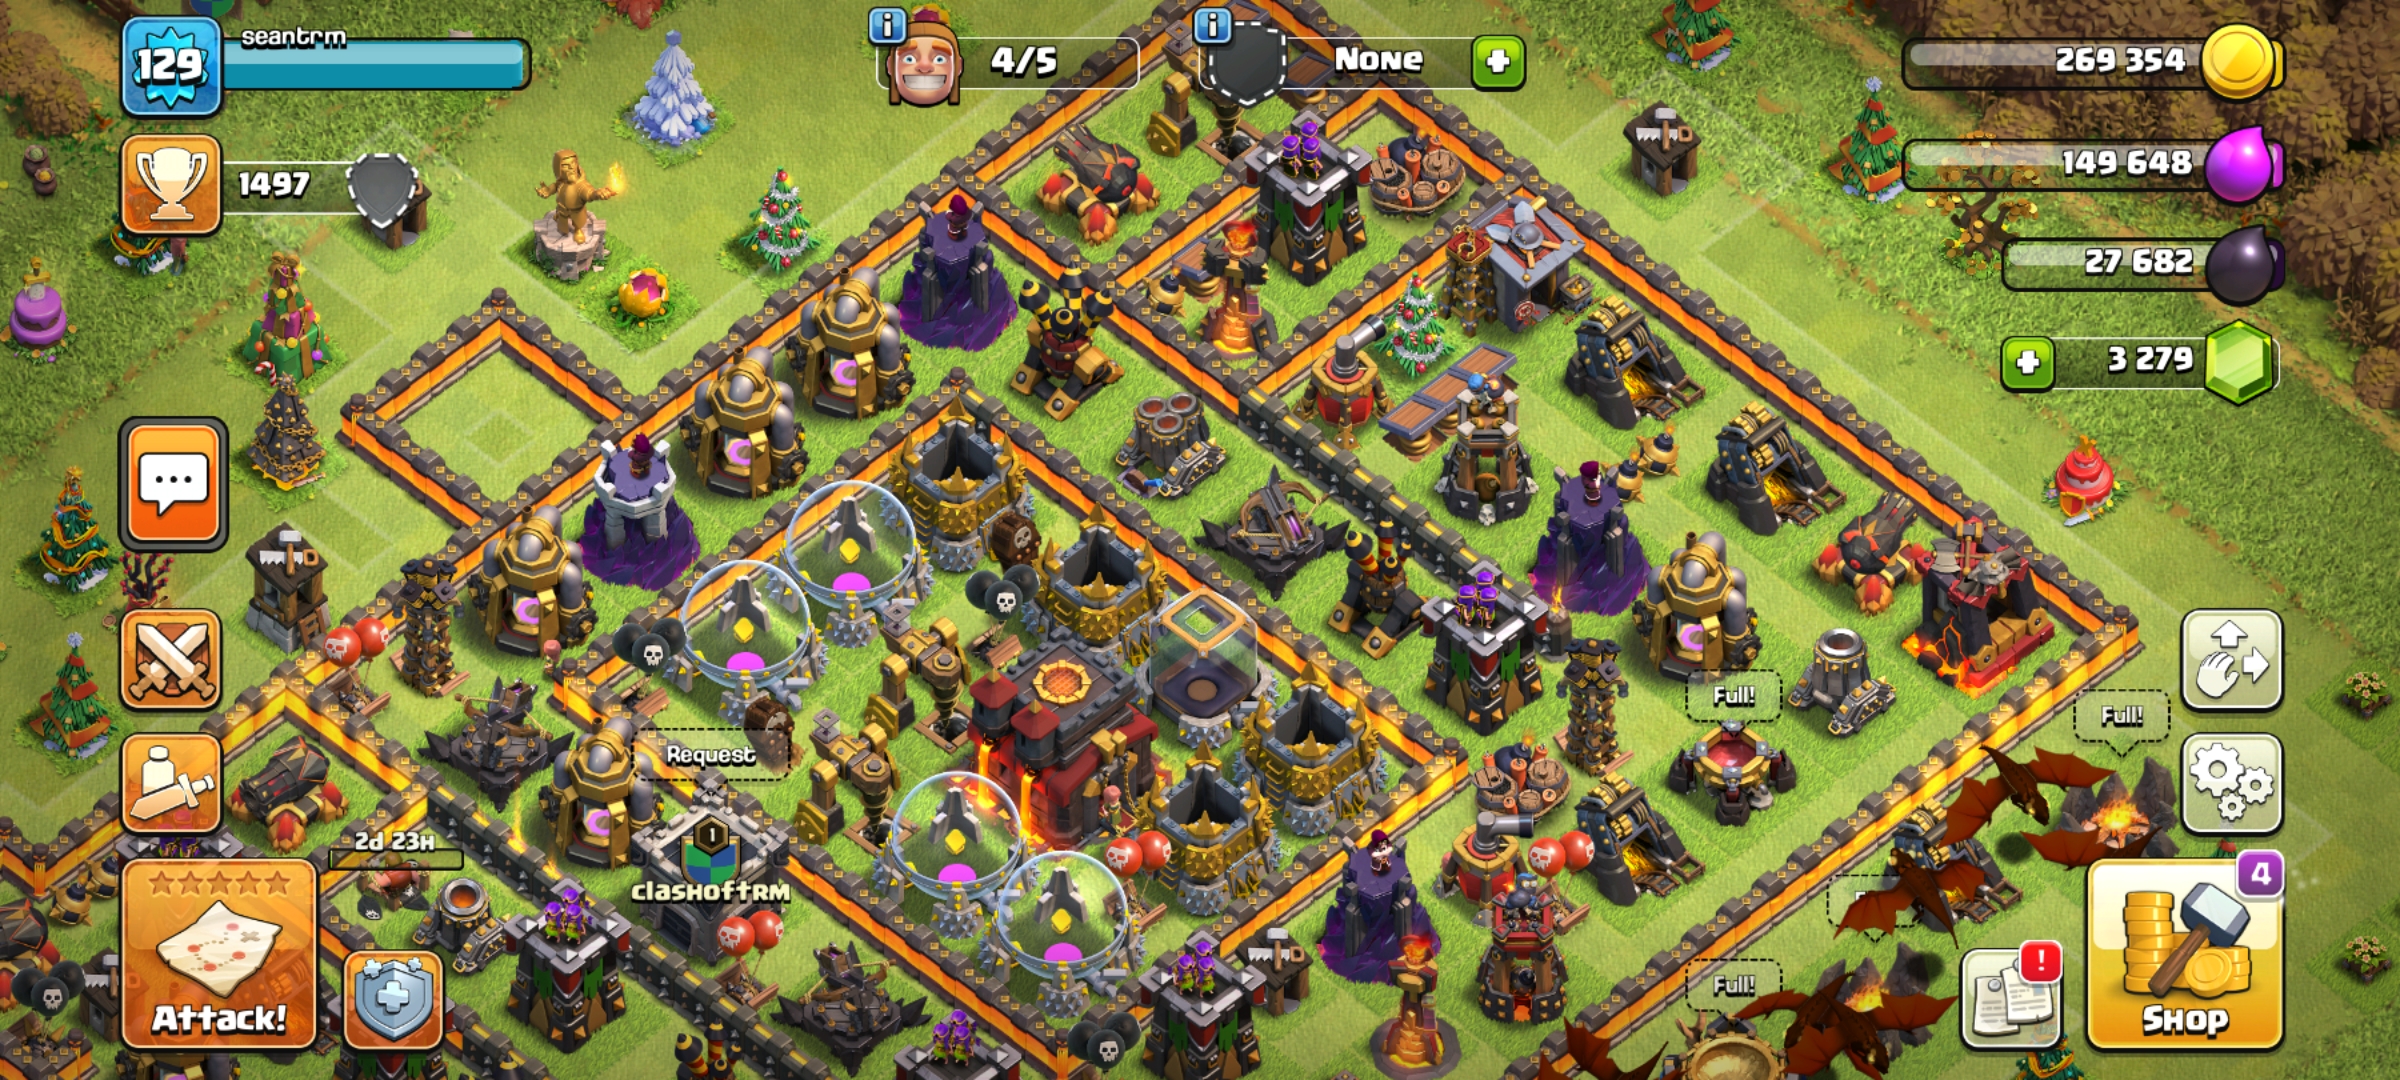 129
seantrm
4/5
None
269 354
1497
149 648
27 682
3 279
Full!
Full!
Request
1
clashofTRM
2d 23H
4
Full!
Attack!
Shop
!